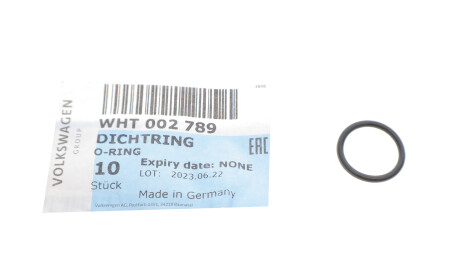 VOLKSWAGEN
GROUP
WHT 002 789
DICHTRING
O-RING
10
Stück
Expiry date: NONE
LOT: 2023.06.22
Made in Germany
EAC